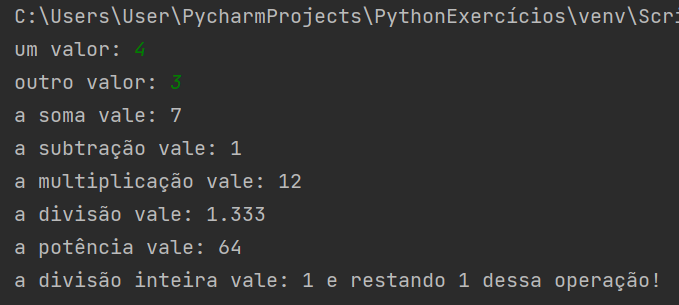 C:\Users\User\PycharmProjects\PythonExercícios\venv\Scri
um valor: 4
outro valor: 3
a soma vale: 7
a subtração vale: 1
a multiplicação vale: 12
a divisão vale: 1.333
a potência vale: 64
a divisão inteira vale: 1 e restando 1 dessa operação!